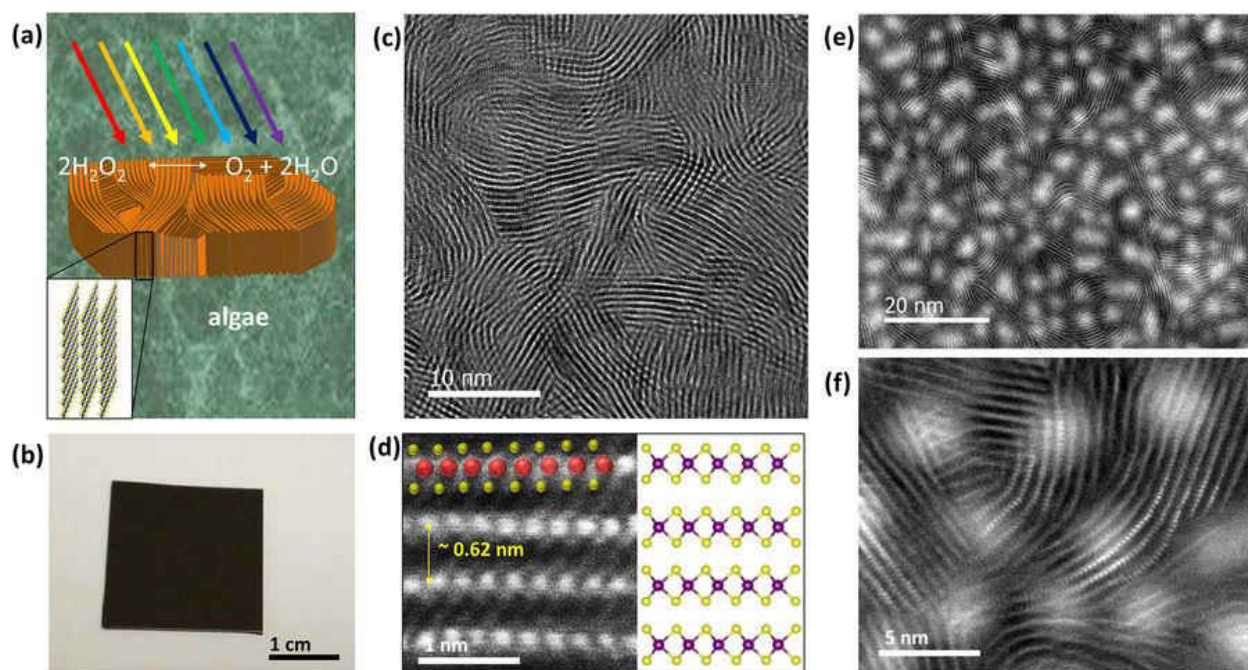 (a)
2H₂O₂ O₂ + 2H₂O
algae
(b)
1 cm
(c)
10 nm
(d)
~ 0.62 nm
1 nm
(e)
20 nm
(f)
5 nm